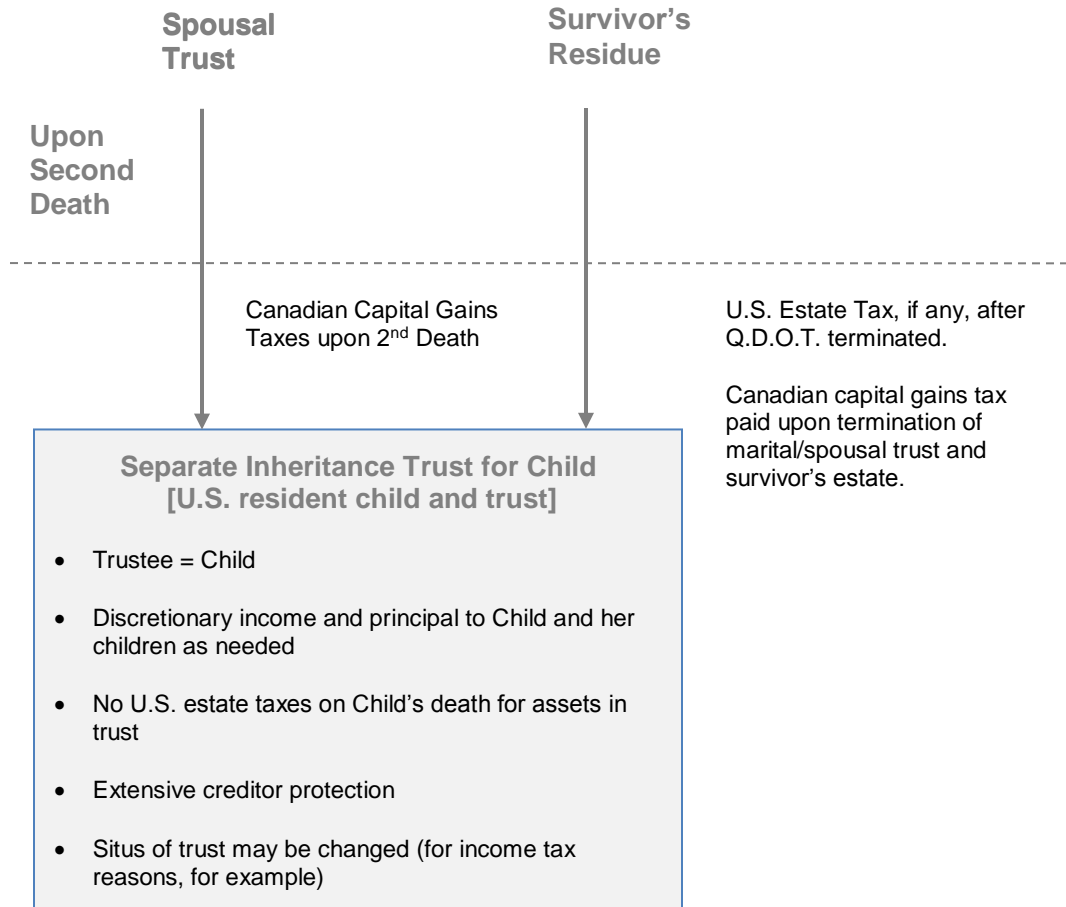 Spousal
Trust
Survivor’s
Residue
Upon
Second
Death
Canadian Capital Gains
Taxes upon 2nd Death
U.S. Estate Tax, if any, after
Q.D.O.T. terminated.
Canadian capital gains tax
paid upon termination of
marital/spousal trust and
survivor’s estate.
Separate Inheritance Trust for Child
[U.S. resident child and trust]
• Trustee = Child
• Discretionary income and principal to Child and her
children as needed
• No U.S. estate taxes on Child’s death for assets in
trust
• Extensive creditor protection
• Situs of trust may be changed (for income tax
reasons, for example)